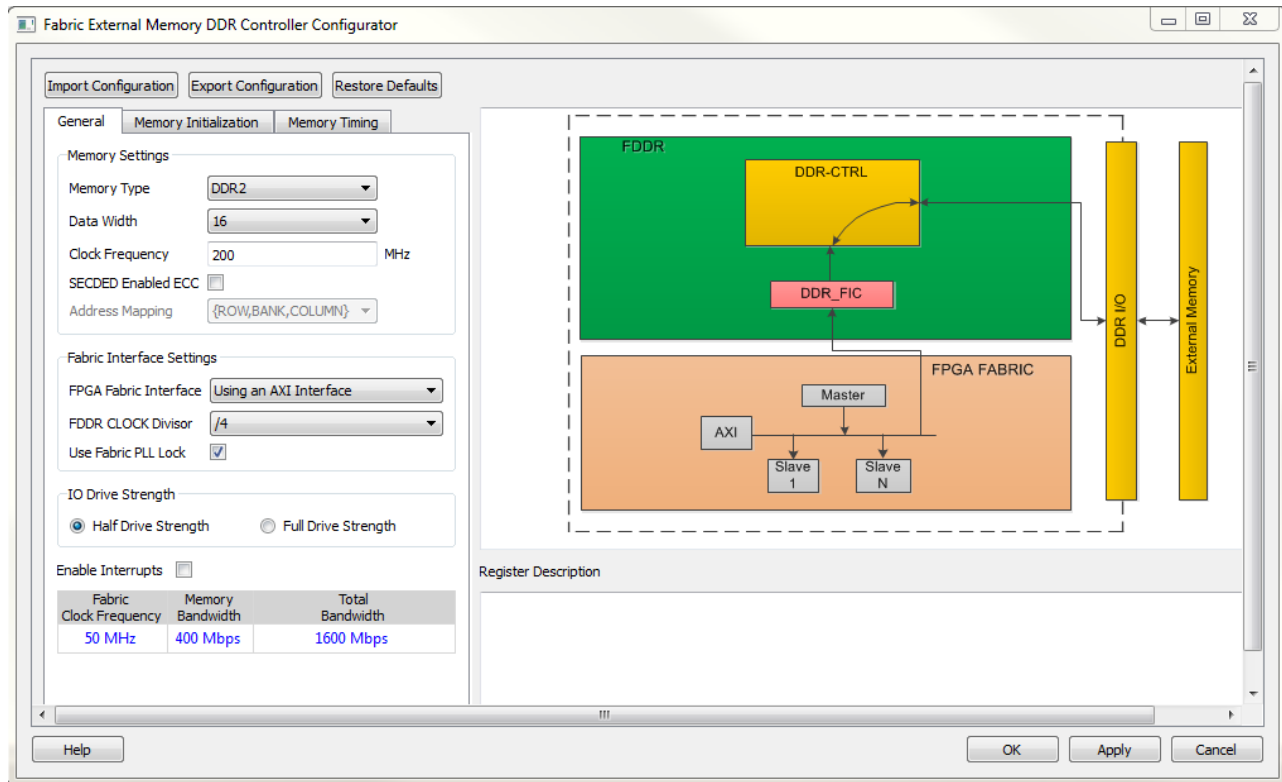 Fabric External Memory DDR Controller Configurator
Import Configuration Export Configuration Restore Defaults
General Memory Initialization Memory Timing
Memory Settings
Memory Type DDR2
Data Width 16
Clock Frequency 200 MHz
SECDED Enabled ECC
Address Mapping {ROW,BANK,COLUMN}
Fabric Interface Settings
FPGA Fabric Interface Using an AXI Interface
FDDR CLOCK Divisor /4
Use Fabric PLL Lock
IO Drive Strength
Half Drive Strength Full Drive Strength
Enable Interrupts
Fabric Memory Total
Clock Frequency Bandwidth Bandwidth
50 MHz 400 Mbps 1600 Mbps
FDDR
DDR-CTRL
DDR_FIC
FPGA FABRIC
Master
AXI
Slave Slave
1 N
DDR I/O
External Memory
Register Description
Help OK Apply Cancel